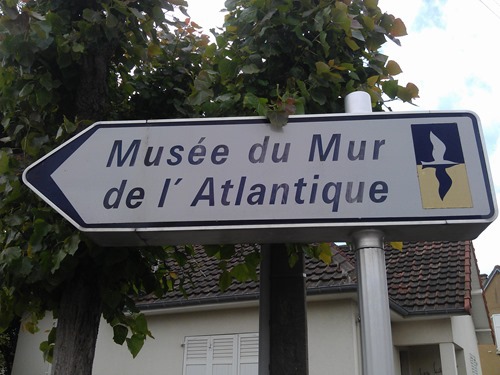 Musée du Mur
de l' Atlantique